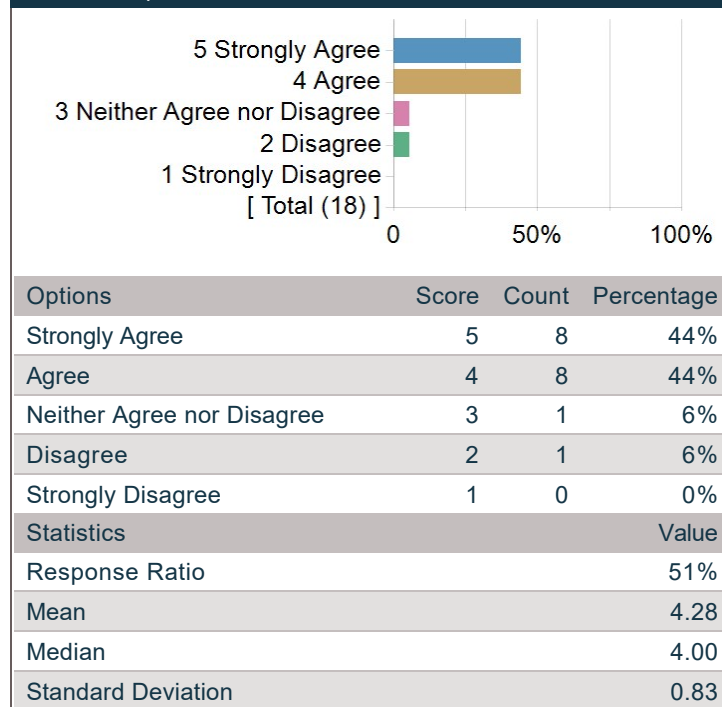 5 Strongly Agree
4 Agree
3 Neither Agree nor Disagree
2 Disagree
1 Strongly Disagree
[ Total (18) ]
0 50% 100%
Options Score Count Percentage
Strongly Agree 5 8 44%
Agree 4 8 44%
Neither Agree nor Disagree 3 1 6%
Disagree 2 1 6%
Strongly Disagree 1 0 0%
Statistics Value
Response Ratio 51%
Mean 4.28
Median 4.00
Standard Deviation 0.83